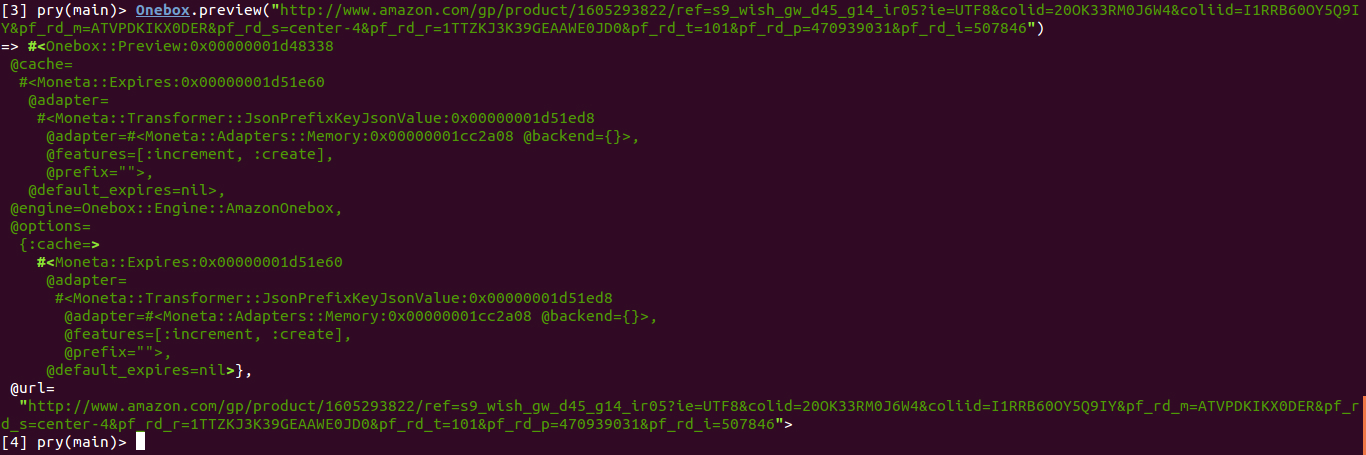 [3] pry(main)> Onebox.preview("http://www.amazon.com/gp/product/1605293822/ref=s9_wish_gw_d45_g14_ir05?ie=UTF8&colid=20OK33RM0J6W4&coliid=I1RRB60OY5Q9I
Y&pf_rd_m=ATVPDKIKX0DER&pf_rd_s=center-4&pf_rd_r=1TTZKJ3K39GEAAWE0JD0&pf_rd_t=101&pf_rd_p=470939031&pf_rd_i=507846")
=> #<Onebox::Preview:0x00000001d48338
 @cache=
  #<Moneta::Expires:0x00000001d51e60
   @adapter=
    #<Moneta::Transformer::JsonPrefixKeyJsonValue:0x00000001d51ed8
     @adapter=#<Moneta::Adapters::Memory:0x00000001cc2a08 @backend={}>,
     @features=[:increment, :create],
     @prefix="">,
   @default_expires=nil>,
 @engine=Onebox::Engine::AmazonOnebox,
 @options=
  {:cache=>
    #<Moneta::Expires:0x00000001d51e60
     @adapter=
      #<Moneta::Transformer::JsonPrefixKeyJsonValue:0x00000001d51ed8
       @adapter=#<Moneta::Adapters::Memory:0x00000001cc2a08 @backend={}>,
       @features=[:increment, :create],
       @prefix="">,
     @default_expires=nil>},
 @url=
  "http://www.amazon.com/gp/product/1605293822/ref=s9_wish_gw_d45_g14_ir05?ie=UTF8&colid=20OK33RM0J6W4&coliid=I1RRB60OY5Q9IY&pf_rd_m=ATVPDKIKX0DER&pf_r
d_s=center-4&pf_rd_r=1TTZKJ3K39GEAAWE0JD0&pf_rd_t=101&pf_rd_p=470939031&pf_rd_i=507846">
[4] pry(main)>